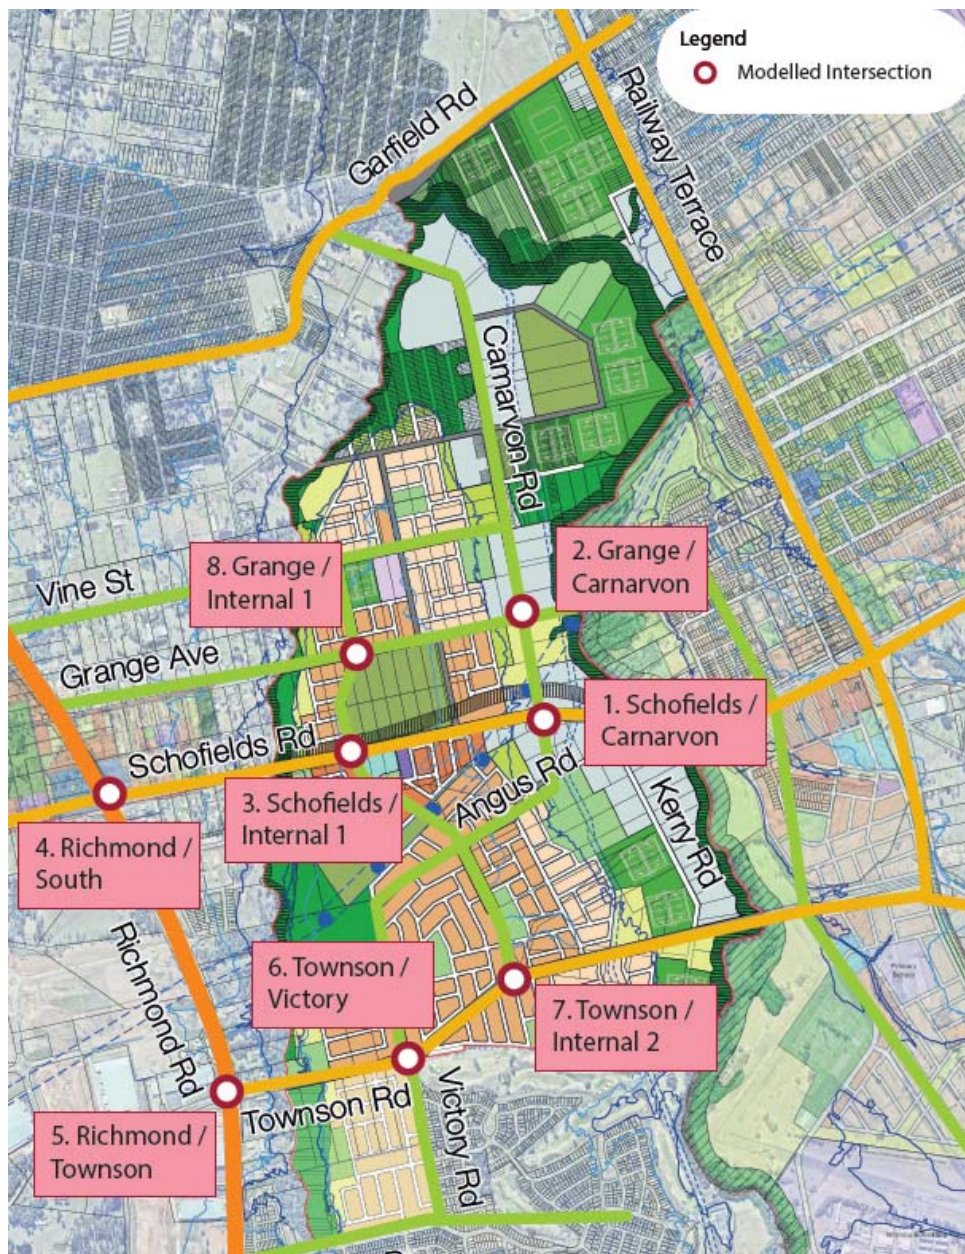 Legend
Modelled Intersection
Garfield Rd
Railway Terrace
Carnarvon Rd
8. Grange /
Internal 1
2. Grange /
Carnarvon
Vine St
Grange Ave
Schofields Rd
1. Schofields /
Carnarvon
Angus Rd
3. Schofields /
Internal 1
Kerry Rd
4. Richmond /
South
Richmond Rd
6. Townson /
Victory
7. Townson /
Internal 2
Primary
School
Townson Rd
Victory Rd
5. Richmond /
Townson